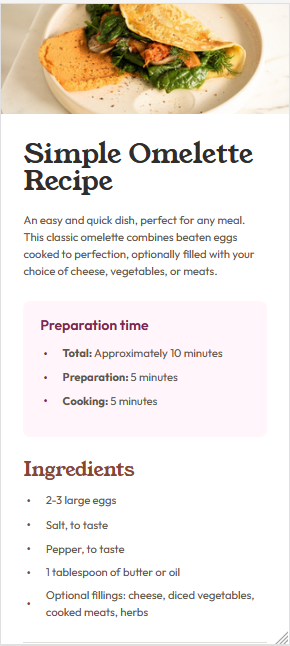 Simple Omelette
Recipe
An easy and quick dish, perfect for any meal.
This classic omelette combines beaten eggs
cooked to perfection, optionally filled with your
choice of cheese, vegetables, or meats.
Preparation time
• Total: Approximately 10 minutes
• Preparation: 5 minutes
• Cooking: 5 minutes
Ingredients
• 2-3 large eggs
• Salt, to taste
• Pepper, to taste
• 1 tablespoon of butter or oil
• Optional fillings: cheese, diced vegetables,
cooked meats, herbs